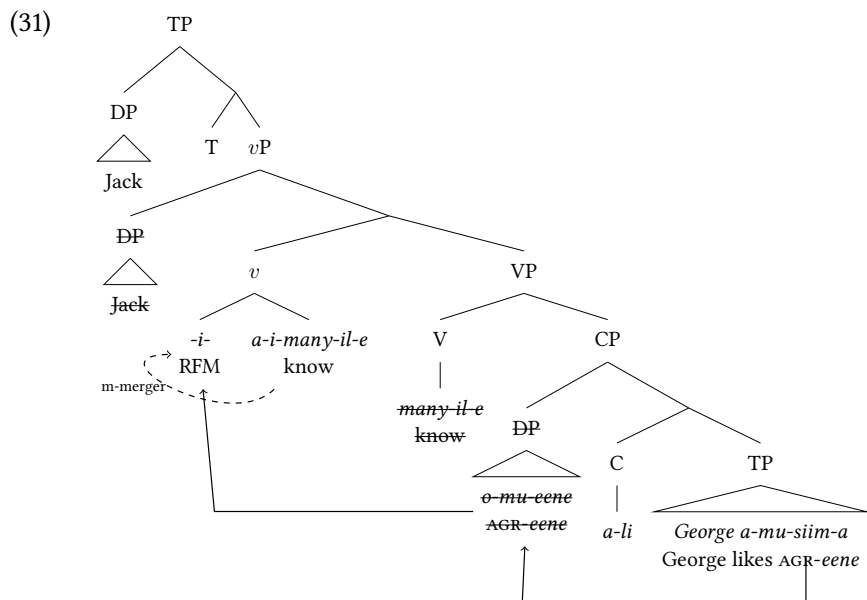 (31)
TP
DP
T vP
Jack
DP
v VP
Jack
-i- a-i-many-il-e V CP
RFM know
m-merger
many-il-e DP
know
C TP
o-mu-eene
AGR-eene a-li George a-mu-siim-a
George likes AGR-eene